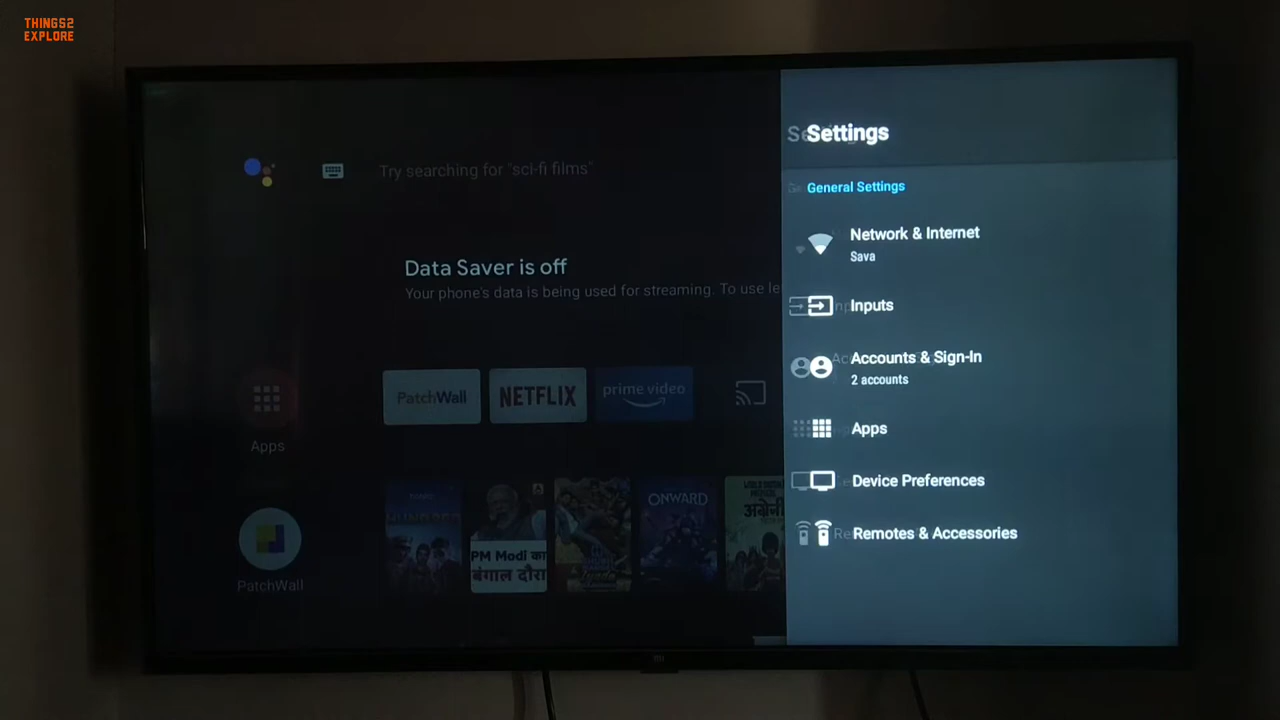 THINGS2
EXPLORE
Settings
General Settings
Try searching for "sci-fi films"
Network & Internet
Sava
Data Saver is off
Your phone's data is being used for streaming. To use le
Inputs
Accounts & Sign-In
2 accounts
PatchWall
NETFLIX
prime video
Apps
Apps
Device Preferences
ONWARD
PM Modi का
बंगाल दौरा
Remotes & Accessories
PatchWall
mi